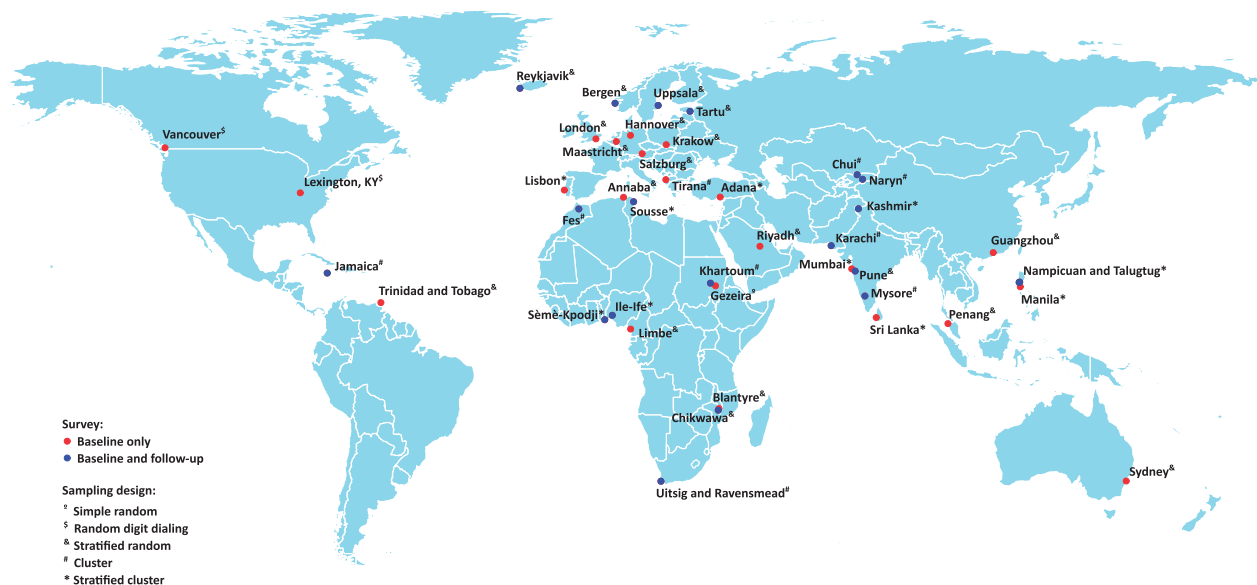 Reykjavik&
Bergen&
Uppsala&
Tartu&
Vancouver$
London&
Hannover&
Krakow&
Maastricht&
Salzburg&
Chui#
Naryn#
Lexington, KY$
Lisbon*
Annaba&
Tirana#
Adana*
Sousse*
Kashmir*
Fes#
Riyadh&
Karachi#
Guangzhou&
Jamaica#
Khartoum#
Mumbai*
Pune&
Nampicuan and Talugtug*
Trinidad and Tobago&
Gezeira°
Mysore#
Manila*
Sèmè-Kpodji*
Ile-Ife*
Limbe&
Sri Lanka*
Penang&
Blantyre&
Chikwawa&
Sydney&
Uitsig and Ravensmead#
Survey:
Baseline only
Baseline and follow-up
Sampling design:
º Simple random
$ Random digit dialing
& Stratified random
# Cluster
* Stratified cluster